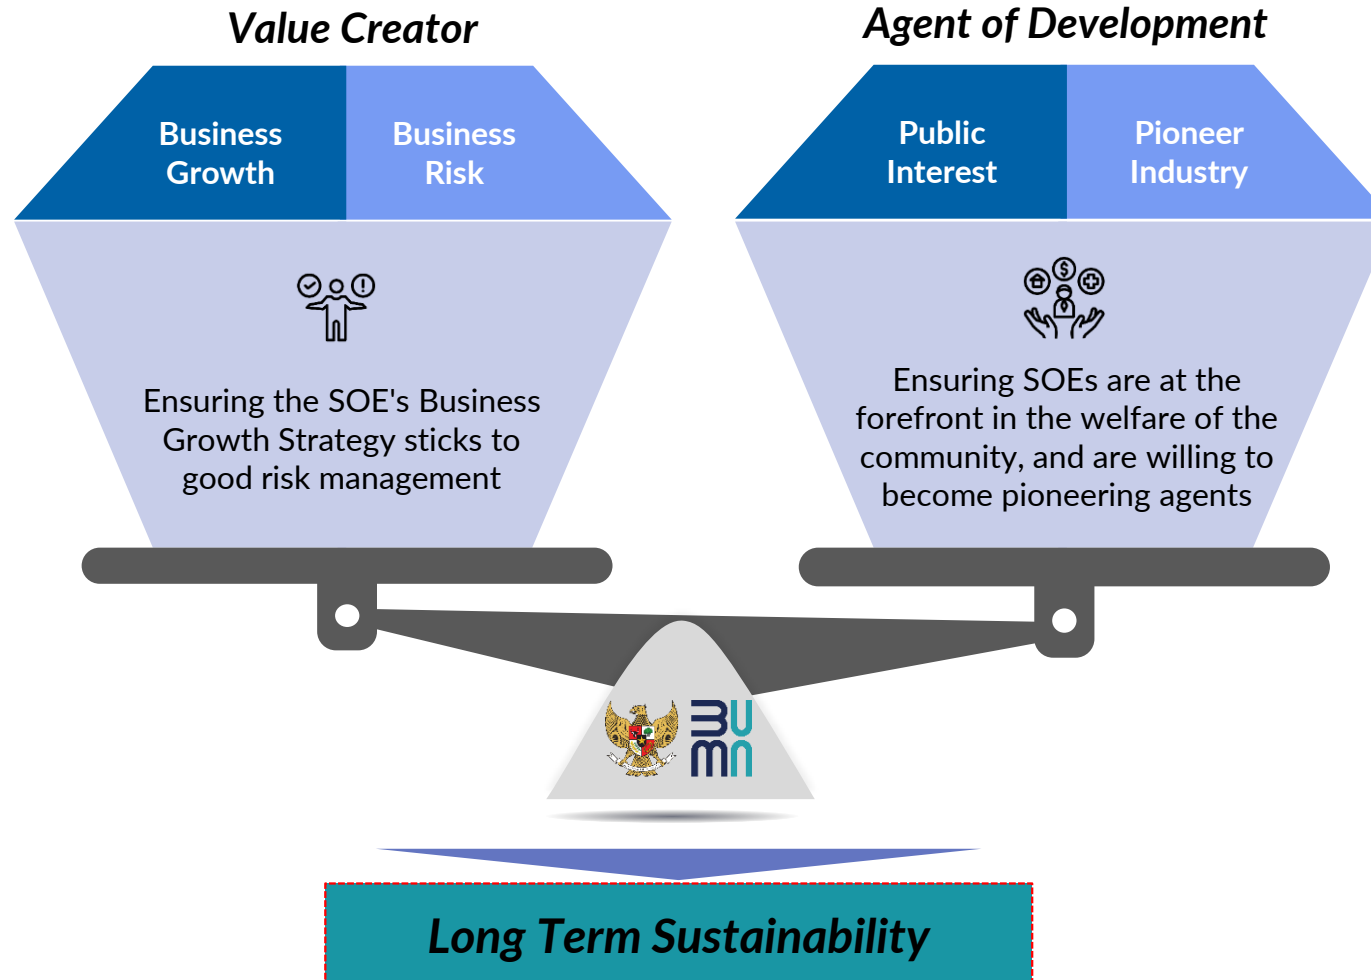 Value Creator
Business
Growth
Business
Risk
Ensuring the SOE's Business
Growth Strategy sticks to
good risk management
Agent of Development
Public
Interest
Pioneer
Industry
Ensuring SOEs are at the
forefront in the welfare of the
community, and are willing to
become pioneering agents
BUMN
Long Term Sustainability